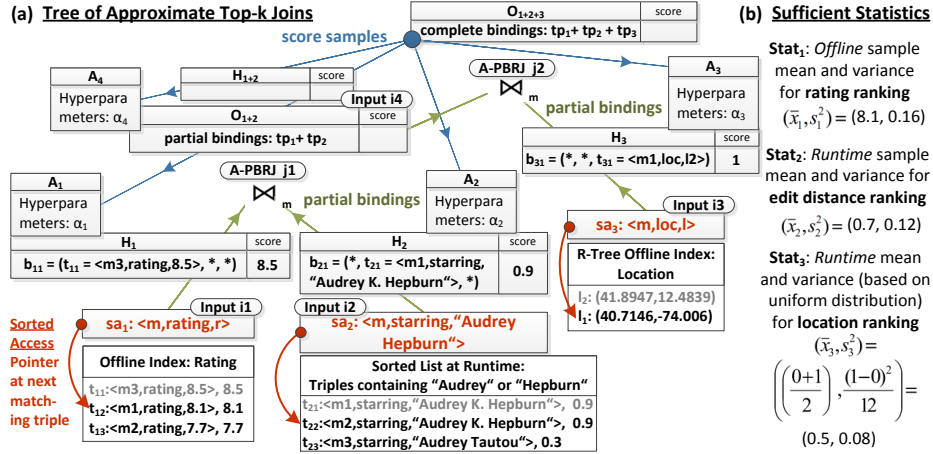 (a) Tree of Approximate Top-k Joins
O1+2+3
score
complete bindings: tp1+ tp2 + tp3
score samples
A4
Hyperpara
meters: α4
H1+2
score
Input i4
O1+2
score
partial bindings: tp1+ tp2
A-PBRJ j2
⋈ m
partial bindings
A3
Hyperpara
meters: α3
H3
score
b31 = (*, *, t31 = <m1,loc,l2>)
1
A-PBRJ j1
⋈ m
partial bindings
A1
Hyperpara
meters: α1
A2
Hyperpara
meters: α2
H1
score
b11 = (t11 = <m3,rating,8.5>, *, *)
8.5
H2
score
b21 = (*, t21 = <m1,starring,
“Audrey K. Hepburn“>, *)
0.9
Input i3
sa3: <m,loc,l>
R-Tree Offline Index:
Location
l2: (41.8947,12.4839)
l1: (40.7146,-74.006)
Input i1
sa1: <m,rating,r>
Sorted
Access
Pointer
at next
match-
ing triple
Offline Index: Rating
t11:<m3,rating,8.5>, 8.5
t12:<m1,rating,8.1>, 8.1
t13:<m2,rating,7.7>, 7.7
Input i2
sa2: <m,starring,“Audrey
Hepburn“>
Sorted List at Runtime:
Triples containing “Audrey“ or “Hepburn“
t21:<m1,starring,“Audrey K. Hepburn“>, 0.9
t22:<m2,starring,“Audrey K. Hepburn“>, 0.9
t23:<m3,starring,“Audrey Tautou“>, 0.3
(b) Sufficient Statistics
Stat1: Offline sample
mean and variance
for rating ranking
(x̄1,s1²) = (8.1, 0.16)
Stat2: Runtime sample
mean and variance for
edit distance ranking
(x̄2,s2²) = (0.7, 0.12)
Stat3: Runtime mean
and variance (based on
uniform distribution)
for location ranking
(x̄3,s3²) =
((0+1)/2 , (1−0)²/12) =
(0.5, 0.08)